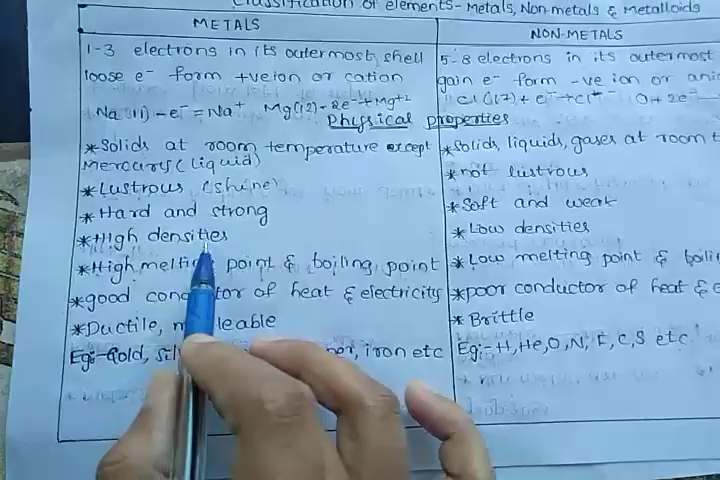 Classification of elements- Metals, Non-metals & Metalloids
METALS
1-3 electrons in its outermost shell
loose e- form +ve ion or cation
Na(11) - e- = Na+ Mg(12) - 2e- → Mg+2
NON-METALS
5-8 electrons in its outermost
gain e- form -ve ion or
Cl(17) + e- → Cl- O + 2e-
Physical properties
*Solids at room temperature except
Mercury (liquid)
*Lustrous (shine)
*Hard and strong
*High densities
*High melting point & boiling point
*good of heat & electricity
*Ductile,
Eg:- Gold, iron etc
*Solids, liquids, gases at room
*not lustrous
*Soft and weak
*Low densities
*Low melting point &
*poor conductor of heat &
*Brittle
Eg:- H, He, O, N, F, C, S etc